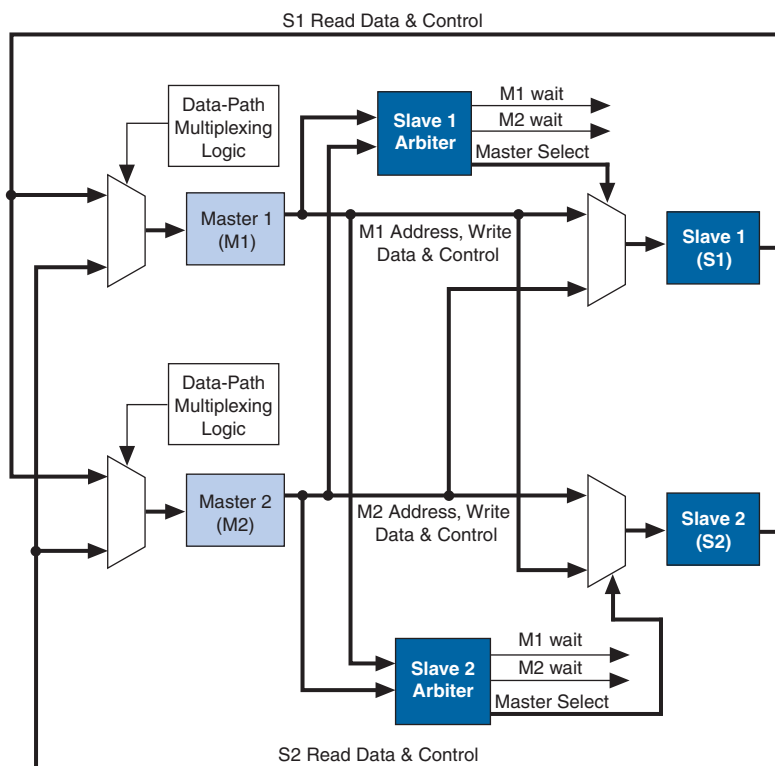 S1 Read Data & Control
Data-Path
Multiplexing
Logic
Slave 1
Arbiter
M1 wait
M2 wait
Master Select
Master 1
(M1)
M1 Address, Write
Data & Control
Slave 1
(S1)
Data-Path
Multiplexing
Logic
Master 2
(M2)
M2 Address, Write
Data & Control
Slave 2
(S2)
Slave 2
Arbiter
M1 wait
M2 wait
Master Select
S2 Read Data & Control